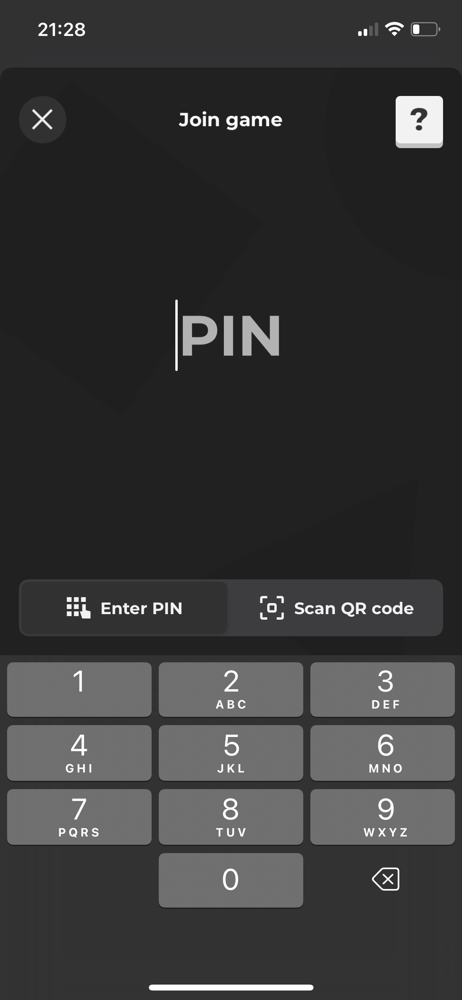 21:28
Join game
?
PIN
Enter PIN
Scan QR code
1
2
ABC
3
DEF
4
GHI
5
JKL
6
MNO
7
PQRS
8
TUV
9
WXYZ
0